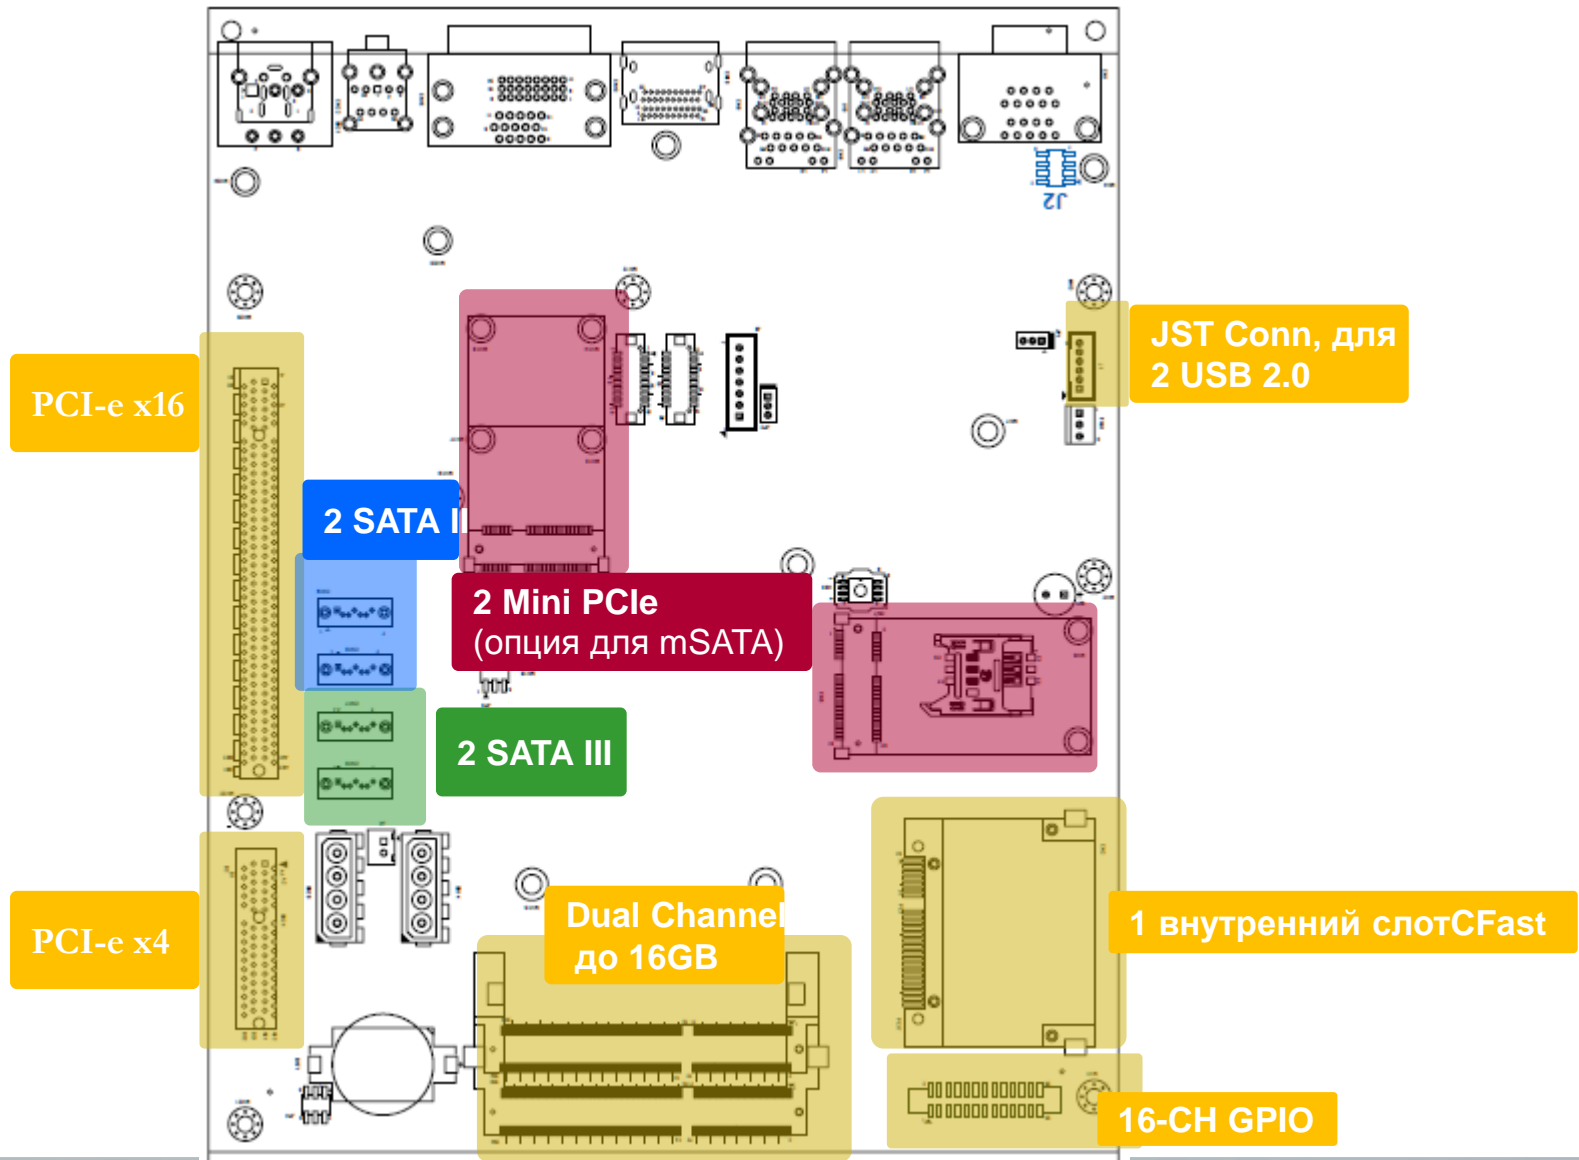 J2
JST Conn, для
2 USB 2.0
PCI-e x16
2 SATA II
2 Mini PCIe
(опция для mSATA)
2 SATA III
Dual Channel
до 16GB
1 внутренний слотCFast
PCI-e x4
16-CH GPIO